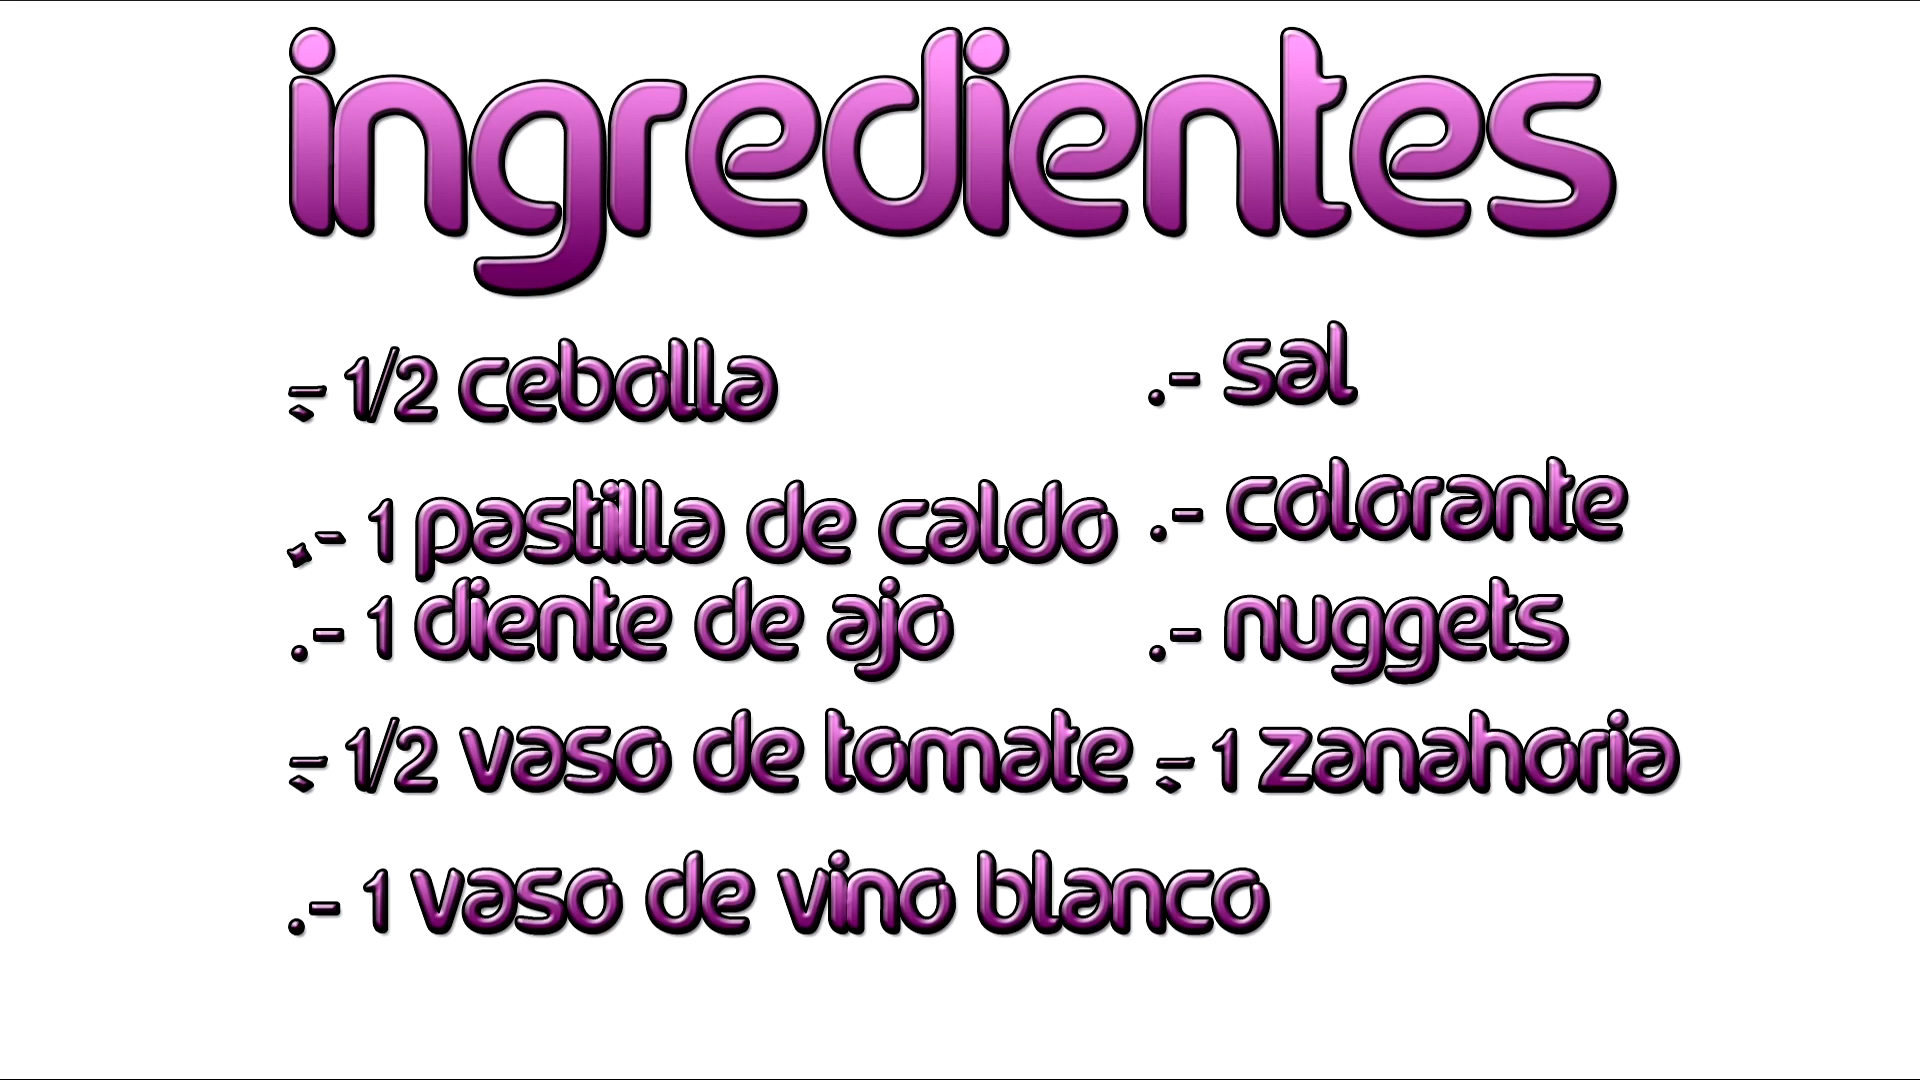 ingredientes
.- 1/2 cebolla
.- 1 pastilla de caldo
.- 1 diente de ajo
.- 1/2 vaso de tomate
.- 1 vaso de vino blanco
.- sal
.- colorante
.- nuggets
.- 1 zanahoria